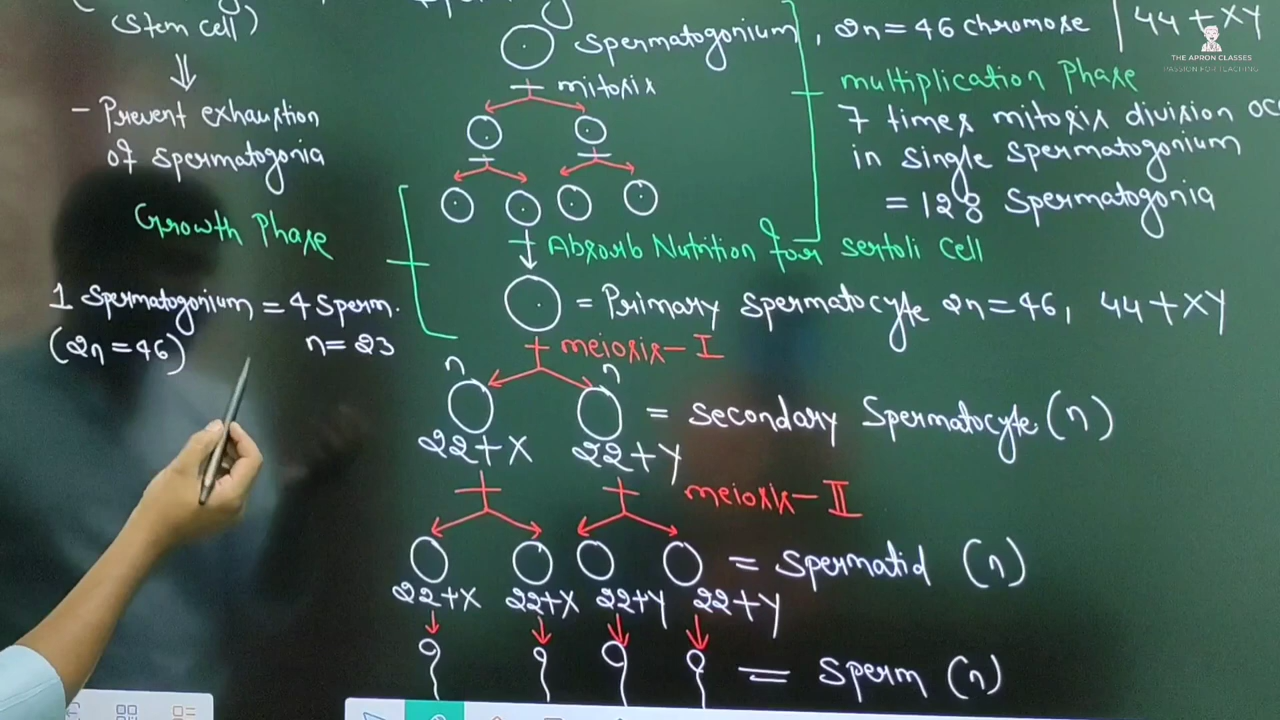 (Stem cell)
- Prevent exhaustion
of spermatogonia
Growth Phase
1 Spermatogonium = 4 Sperm.
(2n = 46) n = 23
Spermatogonium, 2n = 46 chromose | 44 + XY
THE APRON CLASSES
PASSION FOR TEACHING
mitosis
multiplication Phase
7 times mitosis division oc
in single spermatogonium
= 128 spermatogonia
Absorb Nutrition for sertoli cell
= Primary spermatocyte 2n = 46, 44 + XY
meiosis - I
n n
= secondary Spermatocyte (n)
22 + X 22 + Y
meiosis - II
= spermatid (n)
22 + X 22 + X 22 + Y 22 + Y
= sperm (n)